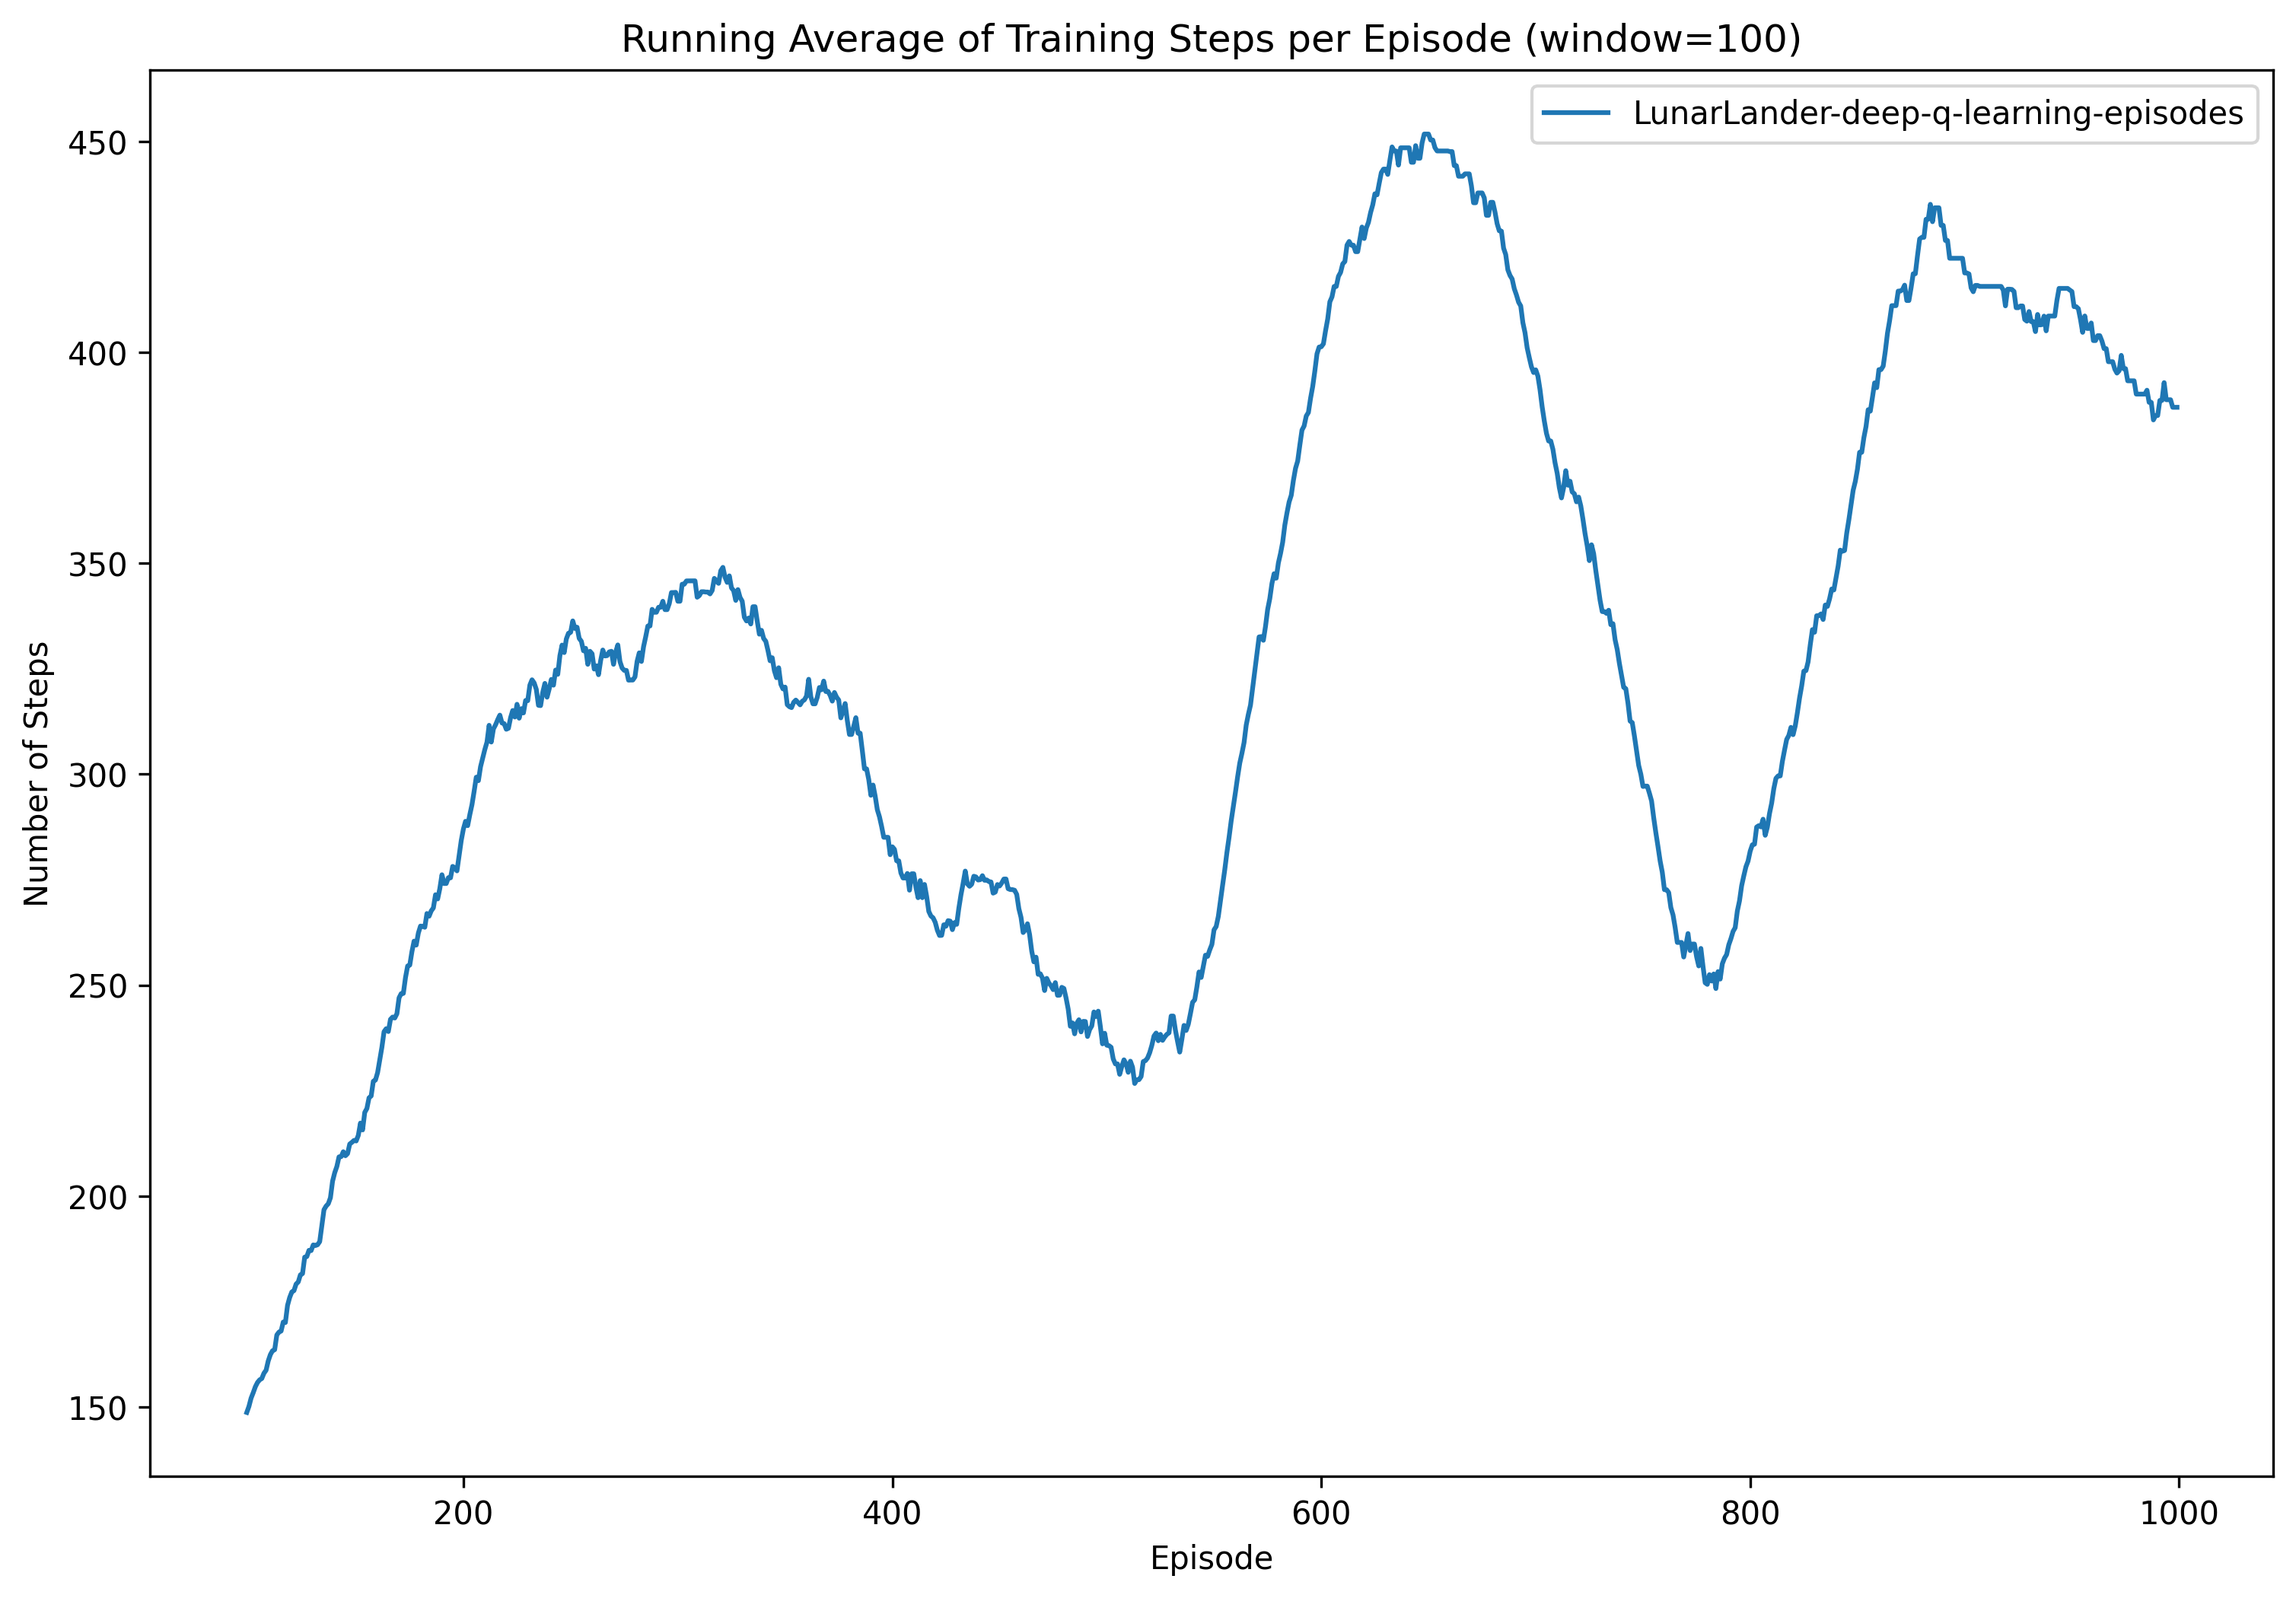 Running Average of Training Steps per Episode (window=100)
LunarLander-deep-q-learning-episodes
450
400
350
300
250
200
150
Number of Steps
200 400 600 800 1000
Episode